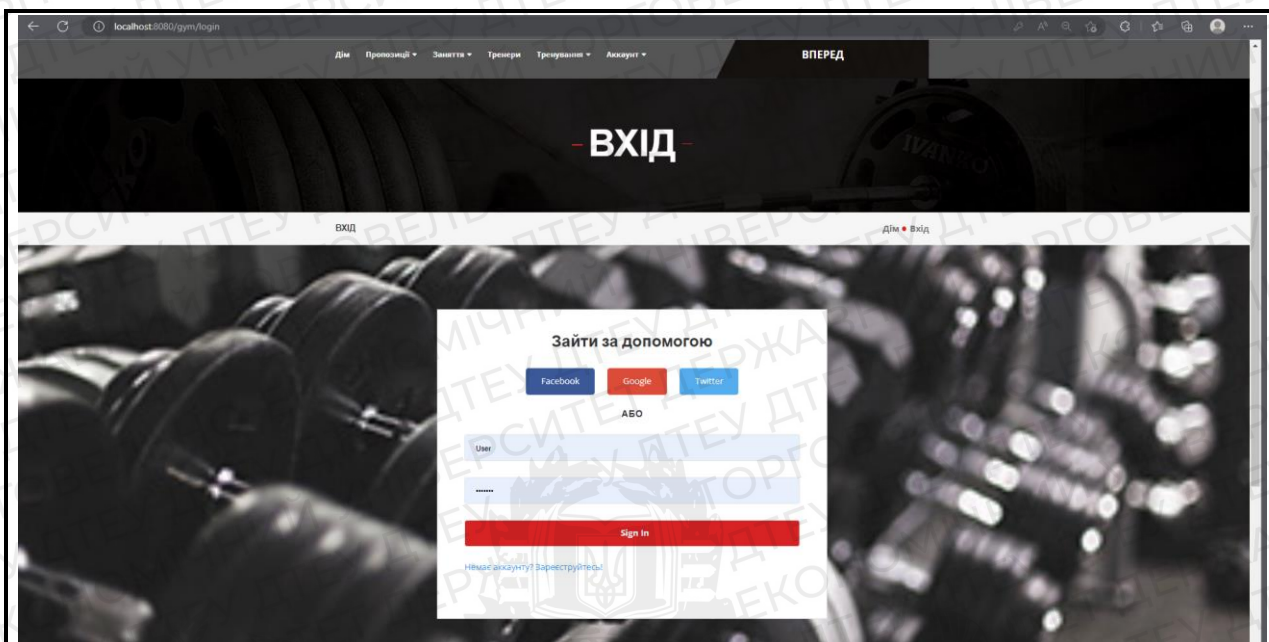 localhost:8080/gym/login
Дім Пропозиції Заняття Тренери Тренування Аккаунт ВПЕРЕД
ВХІД
ВХІД Дім • Вхід
Зайти за допомогою
Facebook Google Twitter
АБО
User
•••••••
Sign In
Немає аккаунту? Зареєструйтесь!
IVANKO